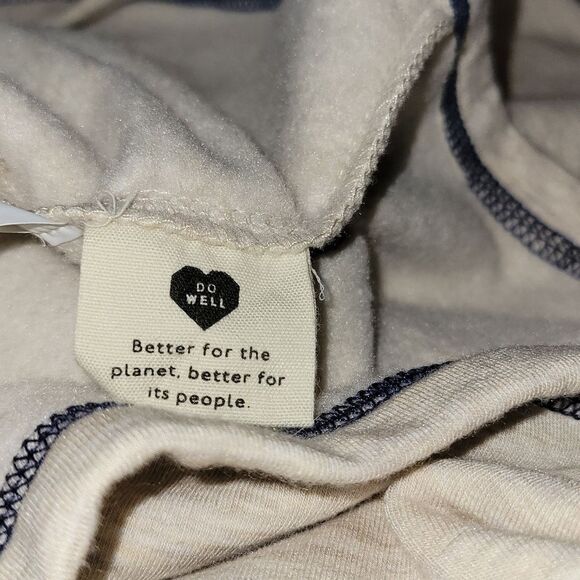 DO
WELL
Better for the
planet, better for
its people.